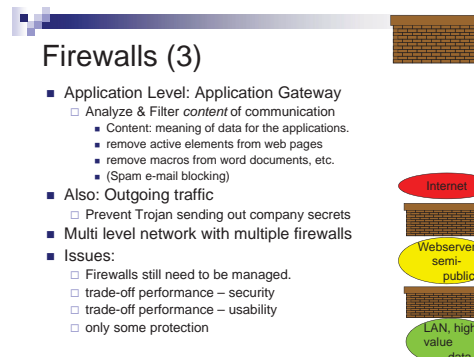 Firewalls (3)
Application Level: Application Gateway
Analyze & Filter content of communication
Content: meaning of data for the applications.
remove active elements from web pages
remove macros from word documents, etc.
(Spam e-mail blocking)
Also: Outgoing traffic
Prevent Trojan sending out company secrets
Multi level network with multiple firewalls
Issues:
Firewalls still need to be managed.
trade-off performance – security
trade-off performance – usability
only some protection
Internet
Webserver
semi-
public
LAN, high
value
data